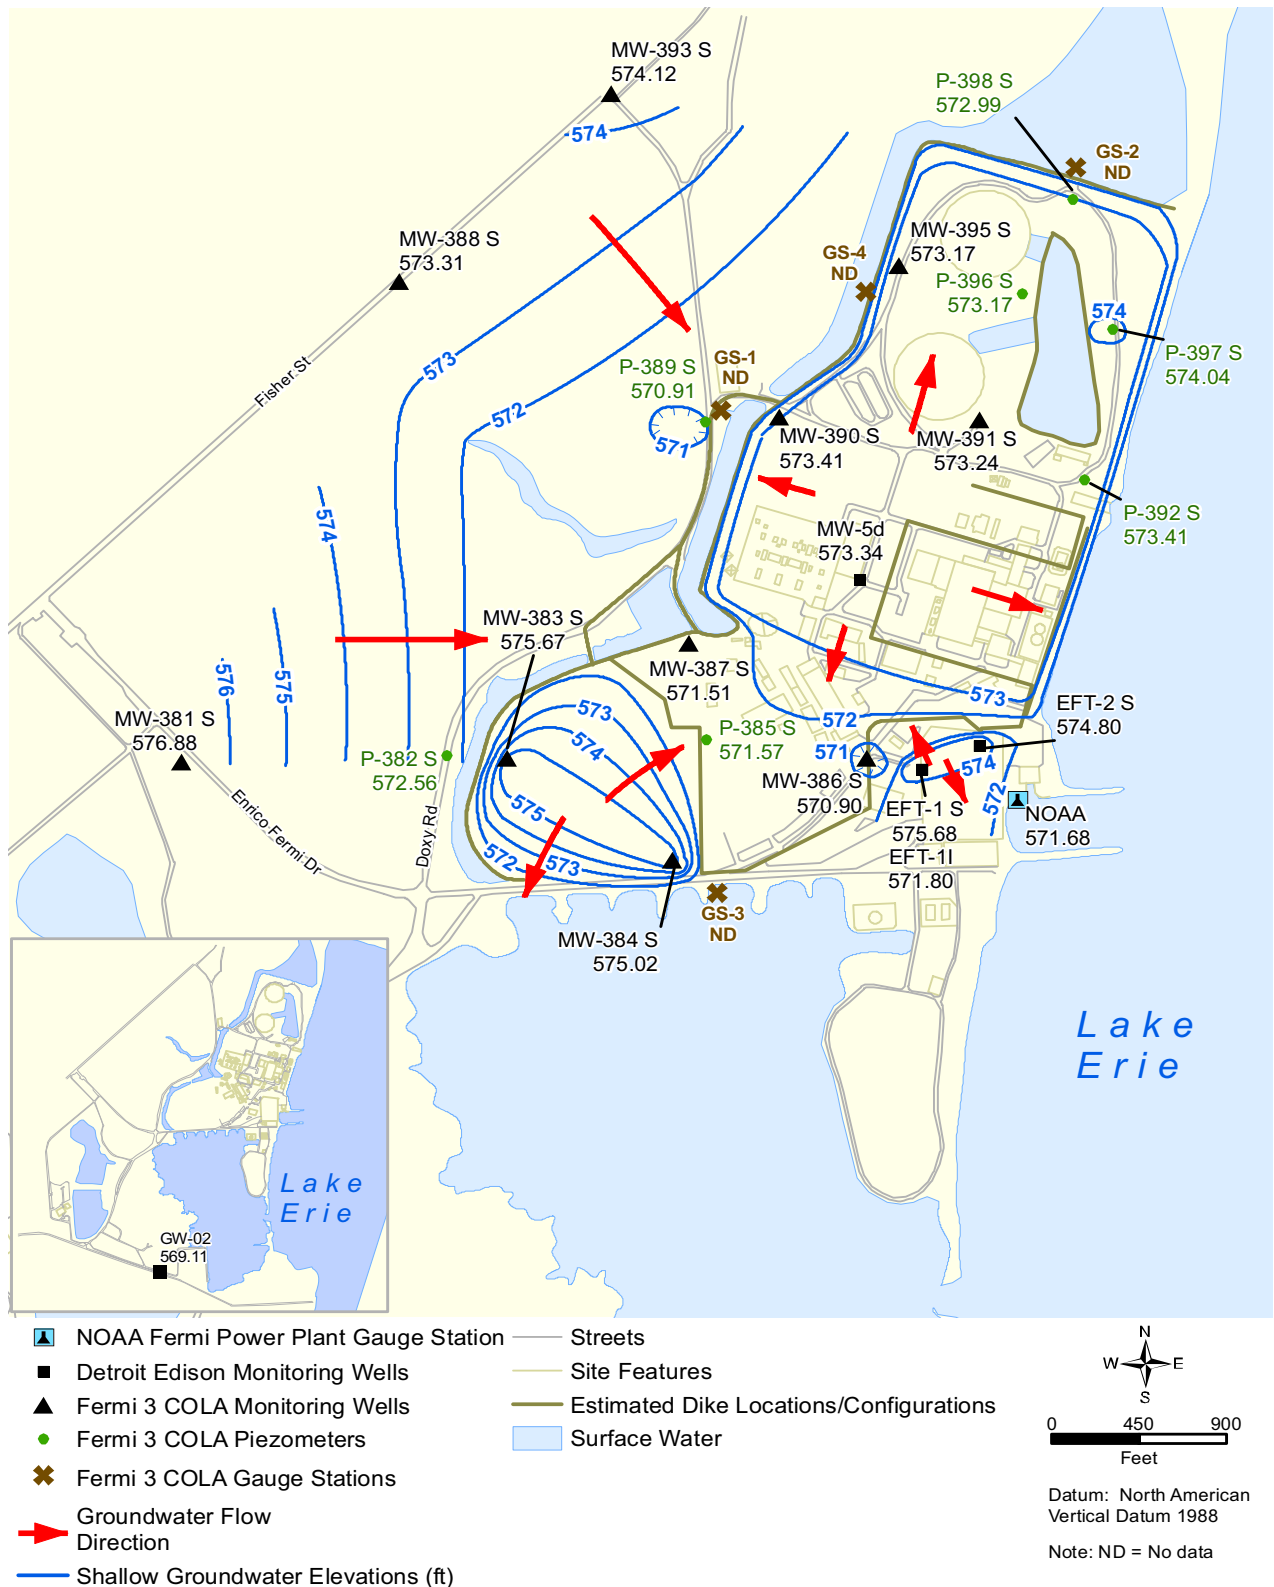 MW-393 S
574.12
P-398 S
572.99
574
GS-2
ND
MW-388 S
573.31
MW-395 S
573.17
GS-4
ND
P-396 S
573.17
574
P-397 S
574.04
573
Fisher St
GS-1
ND
P-389 S
570.91
572
571
MW-390 S
573.41
MW-391 S
573.24
574
P-392 S
573.41
MW-5d
573.34
MW-383 S
575.67
MW-387 S
571.51
576
575
573
MW-381 S
576.88
573
572
EFT-2 S
574.80
P-382 S
572.56
574
P-385 S
571.57
571
574
MW-386 S
570.90
572
575
Enrico Fermi Dr
Doxy Rd
EFT-1 S
575.68
EFT-1I
571.80
NOAA
571.68
572
573
GS-3
ND
MW-384 S
575.02
Lake
Erie
Lake
Erie
GW-02
569.11
NOAA Fermi Power Plant Gauge Station
Detroit Edison Monitoring Wells
Fermi 3 COLA Monitoring Wells
Fermi 3 COLA Piezometers
Fermi 3 COLA Gauge Stations
Groundwater Flow
Direction
Shallow Groundwater Elevations (ft)
Streets
Site Features
Estimated Dike Locations/Configurations
Surface Water
N
W E
S
0 450 900
Feet
Datum: North American
Vertical Datum 1988
Note: ND = No data